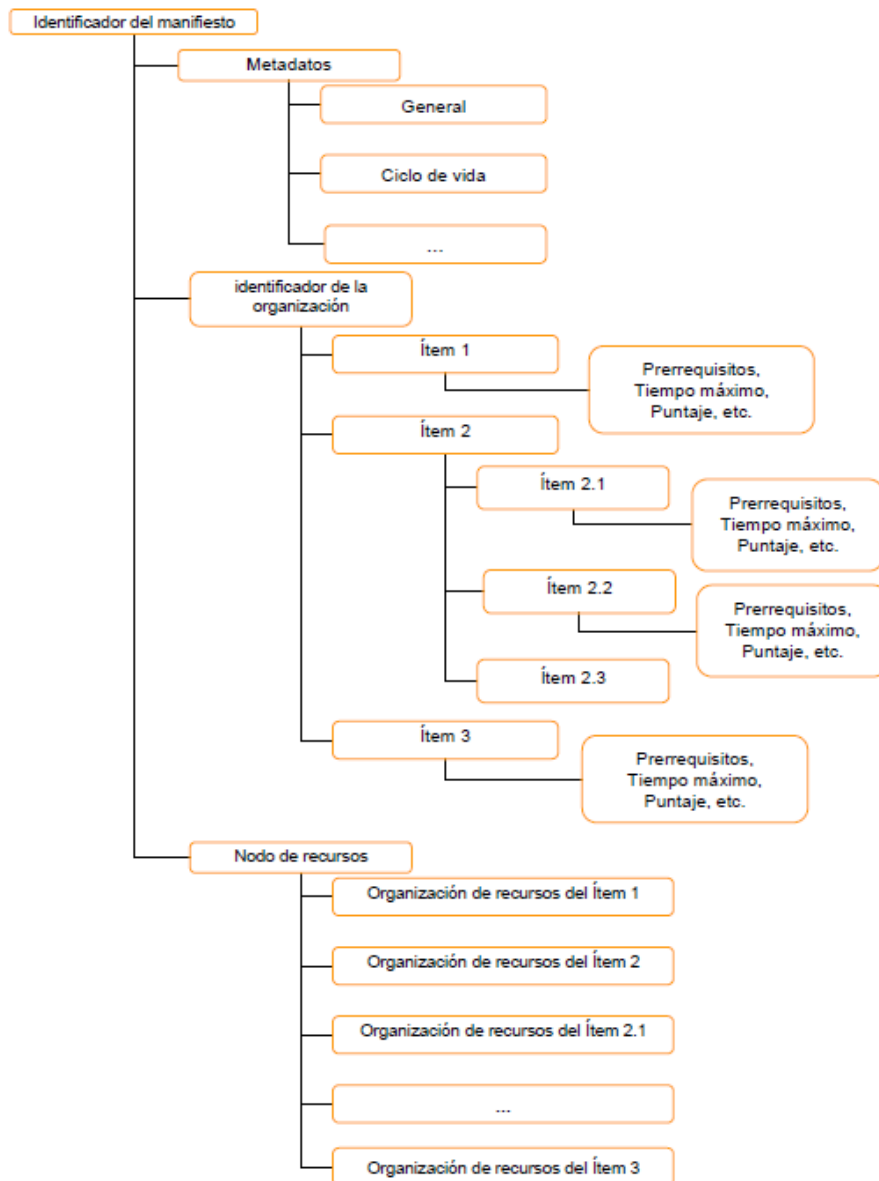 Identificador del manifiesto
Metadatos
General
Ciclo de vida
...
identificador de la
organización
Ítem 1
Prerrequisitos,
Tiempo máximo,
Puntaje, etc.
Ítem 2
Ítem 2.1
Prerrequisitos,
Tiempo máximo,
Puntaje, etc.
Ítem 2.2
Prerrequisitos,
Tiempo máximo,
Puntaje, etc.
Ítem 2.3
Ítem 3
Prerrequisitos,
Tiempo máximo,
Puntaje, etc.
Nodo de recursos
Organización de recursos del Ítem 1
Organización de recursos del Ítem 2
Organización de recursos del Ítem 2.1
...
Organización de recursos del Ítem 3